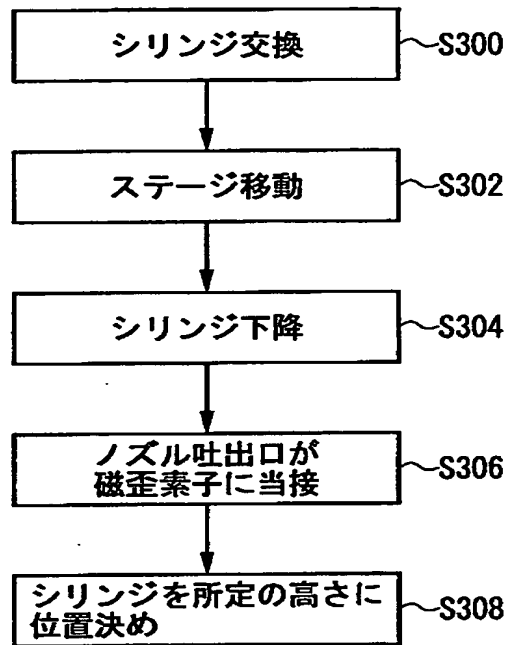 シリンジ交換 S300
ステージ移動 S302
シリンジ下降 S304
ノズル吐出口が
磁歪素子に当接 S306
シリンジを所定の高さに
位置決め S308